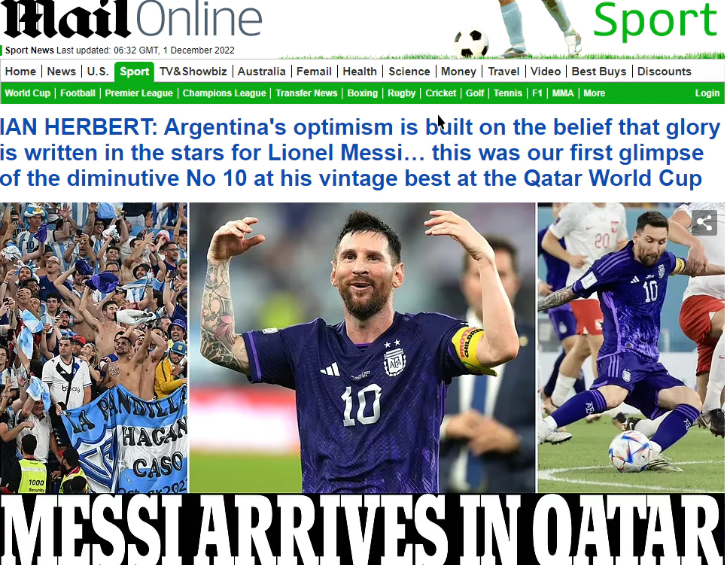 Mail Online
Sport
Sport News Last updated: 06:32 GMT, 1 December 2022
Home News U.S. Sport TV&Showbiz Australia Femail Health Science Money Travel Video Best Buys Discounts
World Cup Football Premier League Champions League Transfer News Boxing Rugby Cricket Golf Tennis F1 MMA More Login
IAN HERBERT: Argentina's optimism is built on the belief that glory
is written in the stars for Lionel Messi… this was our first glimpse
of the diminutive No 10 at his vintage best at the Qatar World Cup
20
10
AFA
10
LA PANDILLA
HAGAN
CASO
1000
MESSI ARRIVES IN QATAR